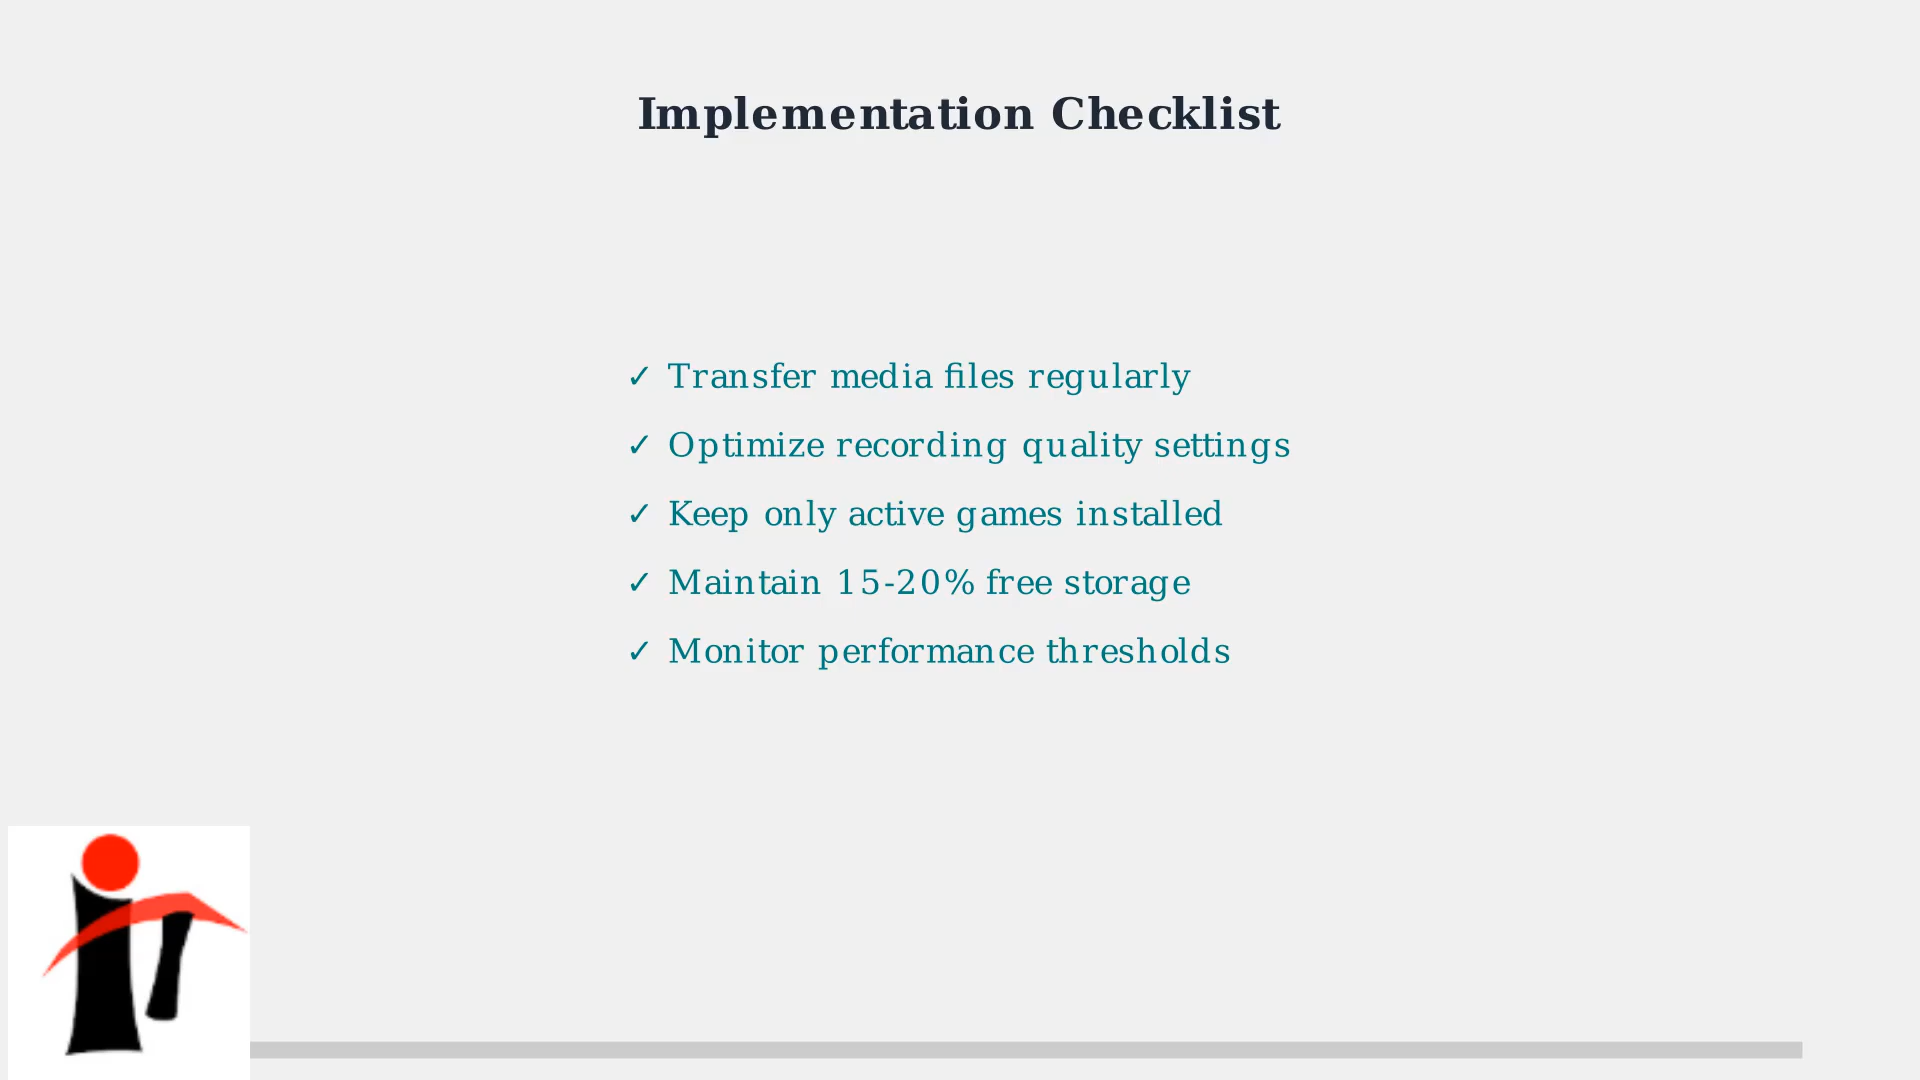 Implementation Checklist
✓ Transfer media files regularly
✓ Optimize recording quality settings
✓ Keep only active games installed
✓ Maintain 15-20% free storage
✓ Monitor performance thresholds